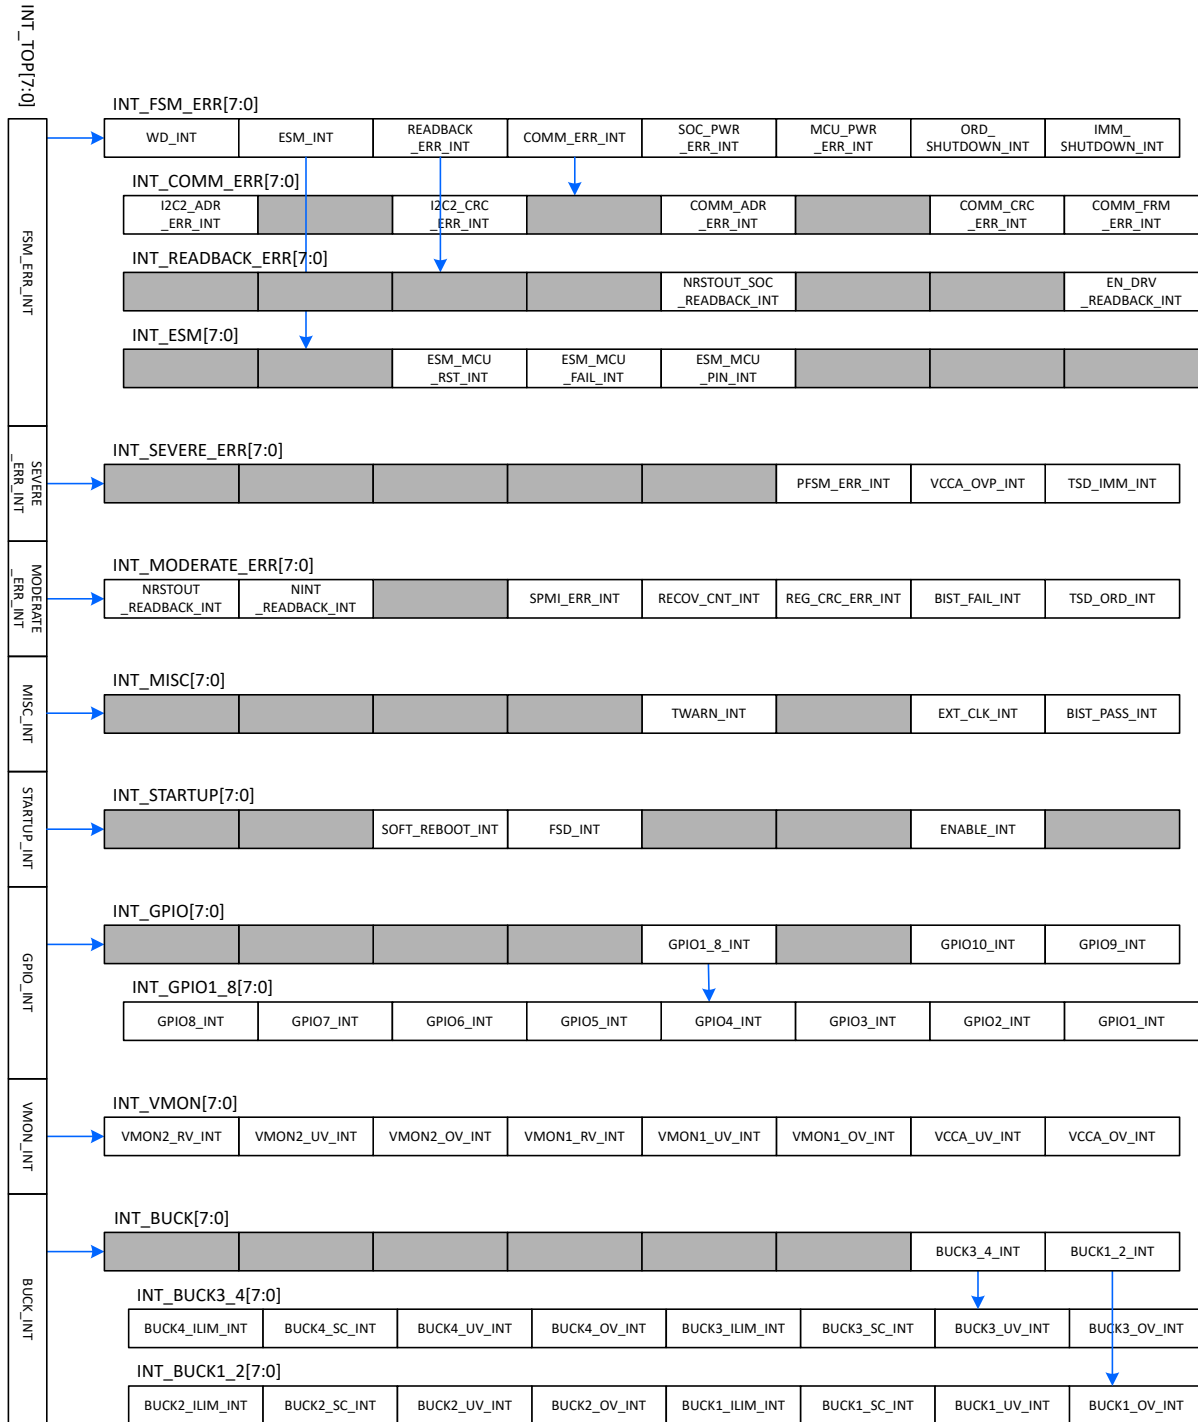 INT_TOP[7:0]
INT_FSM_ERR[7:0]
FSM_ERR_INT
WD_INT
ESM_INT
READBACK
_ERR_INT
COMM_ERR_INT
SOC_PWR
_ERR_INT
MCU_PWR
_ERR_INT
ORD_
SHUTDOWN_INT
IMM_
SHUTDOWN_INT
INT_COMM_ERR[7:0]
I2C2_ADR
_ERR_INT
I2C2_CRC
_ERR_INT
COMM_ADR
_ERR_INT
COMM_CRC
_ERR_INT
COMM_FRM
_ERR_INT
INT_READBACK_ERR[7:0]
NRSTOUT_SOC
_READBACK_INT
EN_DRV
_READBACK_INT
INT_ESM[7:0]
ESM_MCU
_RST_INT
ESM_MCU
_FAIL_INT
ESM_MCU
_PIN_INT
SEVERE
_ERR_INT
INT_SEVERE_ERR[7:0]
PFSM_ERR_INT
VCCA_OVP_INT
TSD_IMM_INT
MODERATE
_ERR_INT
INT_MODERATE_ERR[7:0]
NRSTOUT
_READBACK_INT
NINT
_READBACK_INT
SPMI_ERR_INT
RECOV_CNT_INT
REG_CRC_ERR_INT
BIST_FAIL_INT
TSD_ORD_INT
MISC_INT
INT_MISC[7:0]
TWARN_INT
EXT_CLK_INT
BIST_PASS_INT
STARTUP_INT
INT_STARTUP[7:0]
SOFT_REBOOT_INT
FSD_INT
ENABLE_INT
GPIO_INT
INT_GPIO[7:0]
GPIO1_8_INT
GPIO10_INT
GPIO9_INT
INT_GPIO1_8[7:0]
GPIO8_INT
GPIO7_INT
GPIO6_INT
GPIO5_INT
GPIO4_INT
GPIO3_INT
GPIO2_INT
GPIO1_INT
VMON_INT
INT_VMON[7:0]
VMON2_RV_INT
VMON2_UV_INT
VMON2_OV_INT
VMON1_RV_INT
VMON1_UV_INT
VMON1_OV_INT
VCCA_UV_INT
VCCA_OV_INT
BUCK_INT
INT_BUCK[7:0]
BUCK3_4_INT
BUCK1_2_INT
INT_BUCK3_4[7:0]
BUCK4_ILIM_INT
BUCK4_SC_INT
BUCK4_UV_INT
BUCK4_OV_INT
BUCK3_ILIM_INT
BUCK3_SC_INT
BUCK3_UV_INT
BUCK3_OV_INT
INT_BUCK1_2[7:0]
BUCK2_ILIM_INT
BUCK2_SC_INT
BUCK2_UV_INT
BUCK2_OV_INT
BUCK1_ILIM_INT
BUCK1_SC_INT
BUCK1_UV_INT
BUCK1_OV_INT